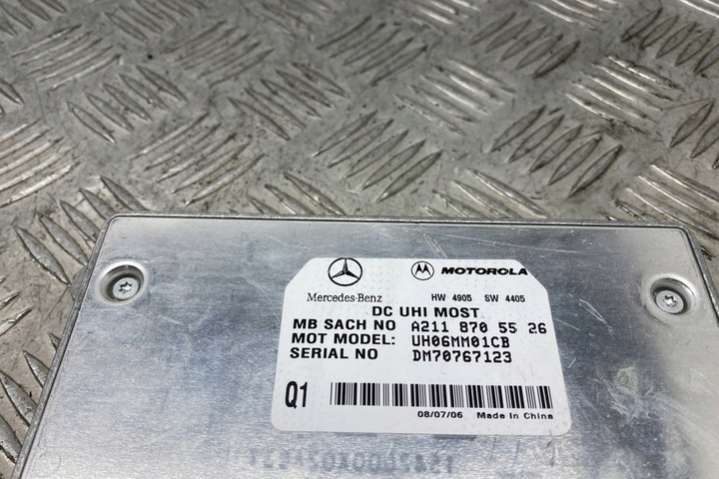 MOTOROLA
Mercedes-Benz HW 4905 SW 4405
DC UHI MOST
MB SACH NO A211 870 55 26
MOT MODEL: UH06MM01CB
SERIAL NO DM70767123
Q1
08/07/06 Made In China